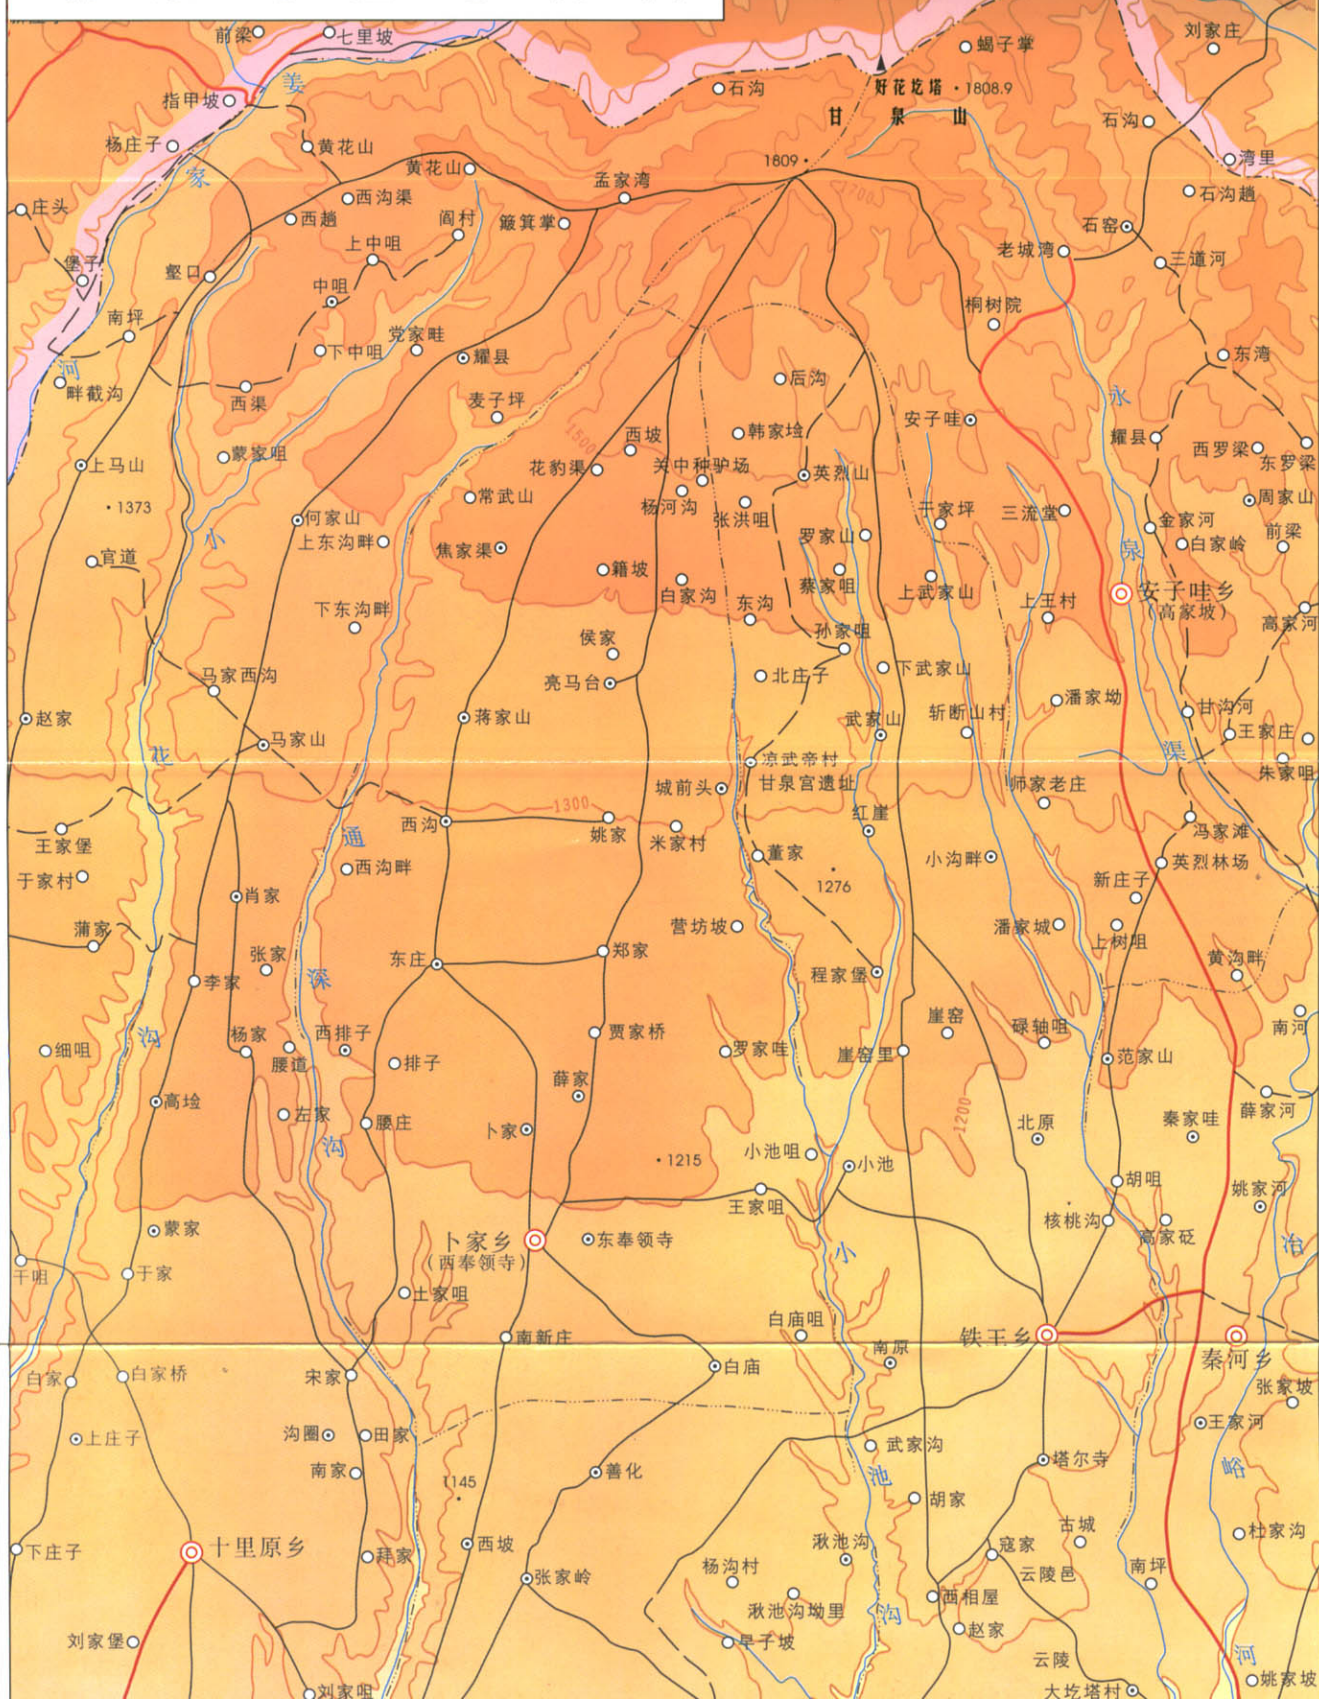 前梁
七里坡
蝎子掌
刘家庄
姜
石沟
好花圪塔
1808.9
指甲坡
甘 泉 山
石沟
杨庄子
黄花山
黄花山
1809
湾里
家
孟家湾
1700
石沟趟
庄头
西沟渠
西趟
阎村
簸箕掌
石窑
上中咀
老城湾
三道河
堡子
壑口
中咀
桐树院
南坪
党家畦
下中咀
耀县
东湾
河
后沟
畔截沟
西渠
麦子坪
永
安子哇
韩家埝
西坡
1500
耀县
西罗梁
东罗梁
上马山
蒙家咀
花豹渠
关中种驴场
英烈山
常武山
杨河沟
周家山
1373
何家山
张洪咀
于家坪
三流堂
金家河
小
上东沟畔
焦家渠
罗家山
泉
白家岭
前梁
官道
籍坡
白家沟
蔡家咀
上武家山
安子哇乡
(高家坡)
下东沟畔
东沟
上王村
高家河
侯家
孙家咀
马家西沟
亮马台
北庄子
下武家山
潘家坳
赵家
蒋家山
武家山
斩断山村
甘沟河
马家山
王家庄
花
凉武帝村
渠
朱家咀
城前头
甘泉宫遗址
师家老庄
1300
通
西沟
姚家
红崖
冯家滩
王家堡
米家村
于家村
西沟畔
董家
小沟畔
英烈林场
1276
新庄子
肖家
蒲家
营坊坡
潘家城
上树咀
张家
东庄
郑家
黄沟畔
李家
深
程家堡
沟
杨家
西排子
贾家桥
崖窑
碌轴咀
南河
细咀
腰道
排子
罗家哇
崖窑里
范家山
薛家
高埝
左家
腰庄
卜家
1200
北原
秦家哇
薛家河
沟
1215
小池咀
小池
胡咀
姚家河
王家咀
核桃沟
高家砭
蒙家
卜家乡
(西奉领寺)
东奉领寺
小
冶
干咀
于家
土家咀
白庙咀
南新庄
铁王乡
秦河乡
南原
白家
白家桥
宋家
白庙
张家坡
上庄子
沟圈
田家
王家河
武家沟
南家
善化
塔尔寺
池
峪
1145
胡家
古城
杜家沟
下庄子
十里原乡
拜家
西坡
湫池沟
寇家
张家岭
杨沟村
云陵邑
南坪
湫池沟坳里
西相屋
沟
刘家堡
旱子坡
赵家
河
云陵
刘家咀
大圪塔村
姚家坡